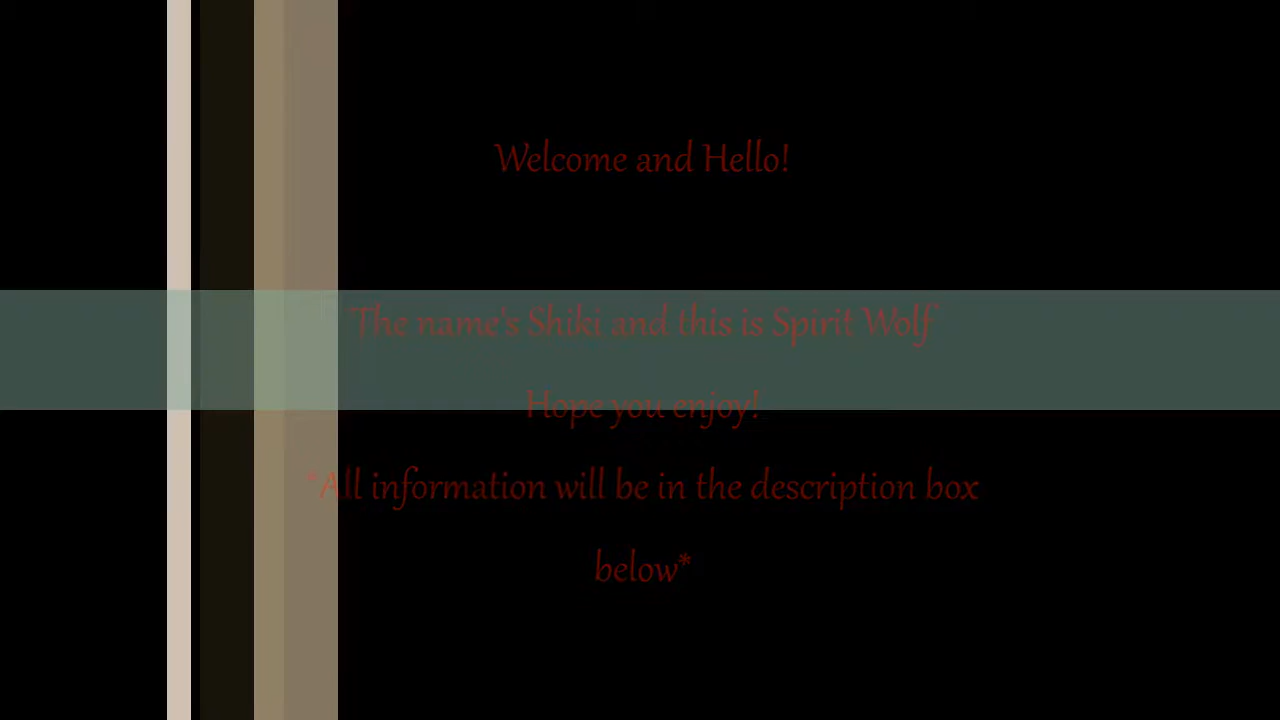 Welcome and Hello!
The name's Shiki and this is Spirit Wolf
Hope you enjoy!
*All information will be in the description box
below*